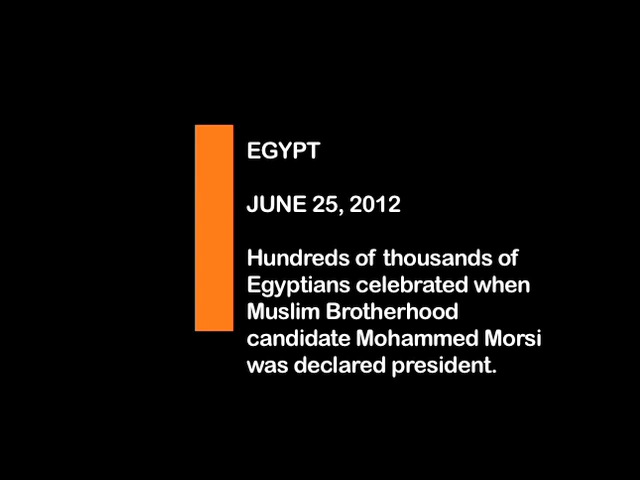 EGYPT
JUNE 25, 2012
Hundreds of thousands of
Egyptians celebrated when
Muslim Brotherhood
candidate Mohammed Morsi
was declared president.